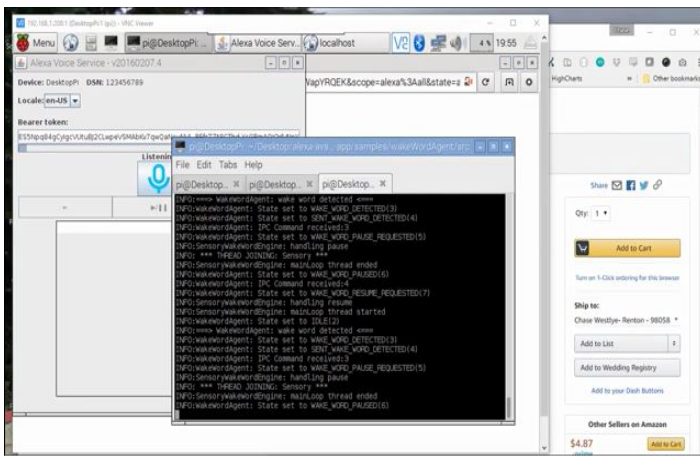 192.168.1.200:1 (DesktopPi:1 (pi)) - VNC Viewer
Menu
pi@DesktopPi: ...
Alexa Voice Serv...
localhost
4 %
19:55
Alexa Voice Service - v20160207.4
Device: DesktopPi DSN: 123456789
Locale: en-US
Bearer token:
Listenin
&scope=alexa%3Aall&state=
HighCharts
» Other bookmarks
File Edit Tabs Help
pi@Desktop... pi@Desktop... pi@Desktop...
INFO:===> WakeWordAgent: wake word detected <===
INFO:WakeWordAgent: State set to WAKE_WORD_DETECTED(3)
INFO:WakeWordAgent: State set to SENT_WAKE_WORD_DETECTED(4)
INFO:WakeWordAgent: IPC Command received:3
INFO:WakeWordAgent: State set to WAKE_WORD_PAUSE_REQUESTED(5)
INFO:SensoryWakeWordEngine: handling pause
INFO: *** THREAD JOINING: Sensory ***
INFO:SensoryWakeWordEngine: mainLoop thread ended
INFO:WakeWordAgent: State set to WAKE_WORD_PAUSED(6)
INFO:WakeWordAgent: IPC Command received:4
INFO:WakeWordAgent: State set to WAKE_WORD_RESUME_REQUESTED(7)
INFO:SensoryWakeWordEngine: handling resume
INFO:SensoryWakeWordEngine: mainLoop thread started
INFO:WakeWordAgent: State set to IDLE(2)
INFO:===> WakeWordAgent: wake word detected <===
INFO:WakeWordAgent: State set to WAKE_WORD_DETECTED(3)
INFO:WakeWordAgent: State set to SENT_WAKE_WORD_DETECTED(4)
INFO:WakeWordAgent: IPC Command received:3
INFO:WakeWordAgent: State set to WAKE_WORD_PAUSE_REQUESTED(5)
INFO:SensoryWakeWordEngine: handling pause
INFO: *** THREAD JOINING: Sensory ***
INFO:SensoryWakeWordEngine: mainLoop thread ended
INFO:WakeWordAgent: State set to WAKE_WORD_PAUSED(6)
Share
Qty: 1
Add to Cart
Turn on 1-Click ordering for this browser
Ship to:
Chase Westlye- Renton - 98058
Add to List
Add to Wedding Registry
Add to your Dash Buttons
Other Sellers on Amazon
$4.87
Add to Cart